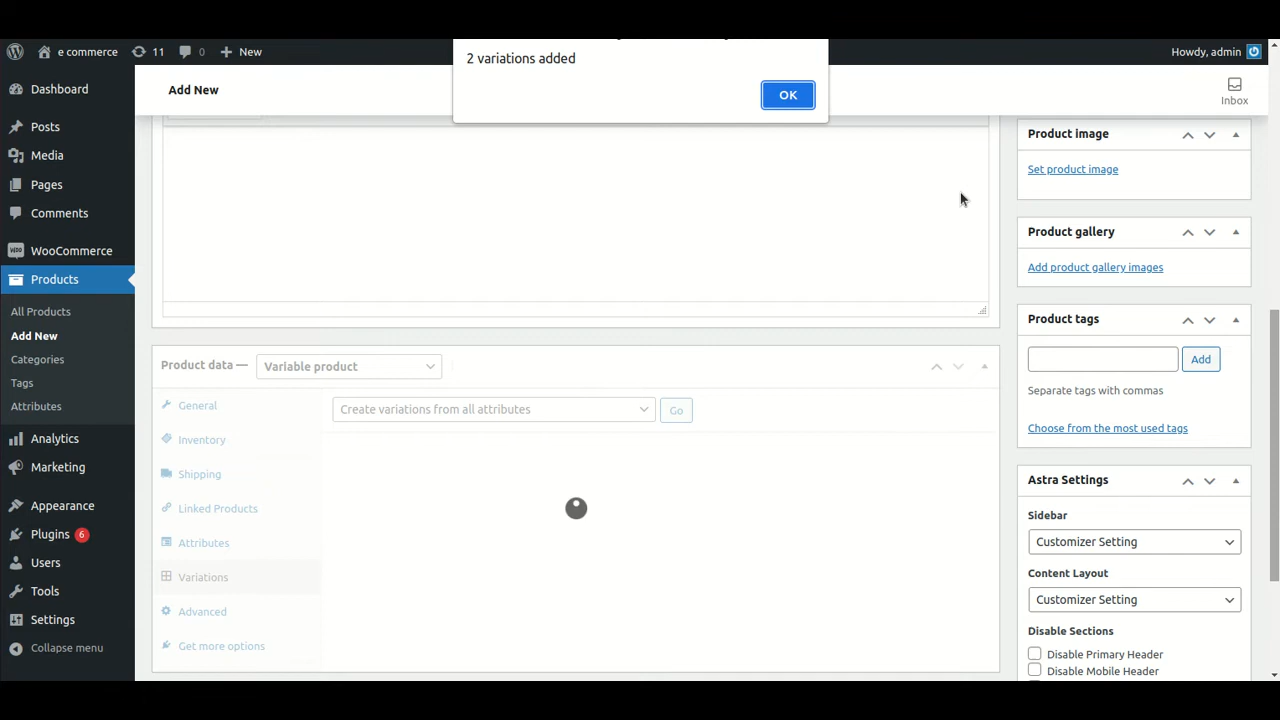 e commerce
11
0
New
Howdy, admin
2 variations added
OK
Add New
Inbox
Dashboard
Posts
Media
Pages
Comments
WooCommerce
Products
All Products
Add New
Categories
Tags
Attributes
Analytics
Marketing
Appearance
Plugins 6
Users
Tools
Settings
Collapse menu
Product data —
Variable product
General
Inventory
Shipping
Linked Products
Attributes
Variations
Advanced
Get more options
Create variations from all attributes
Go
Product image
Set product image
Product gallery
Add product gallery images
Product tags
Add
Separate tags with commas
Choose from the most used tags
Astra Settings
Sidebar
Customizer Setting
Content Layout
Customizer Setting
Disable Sections
Disable Primary Header
Disable Mobile Header